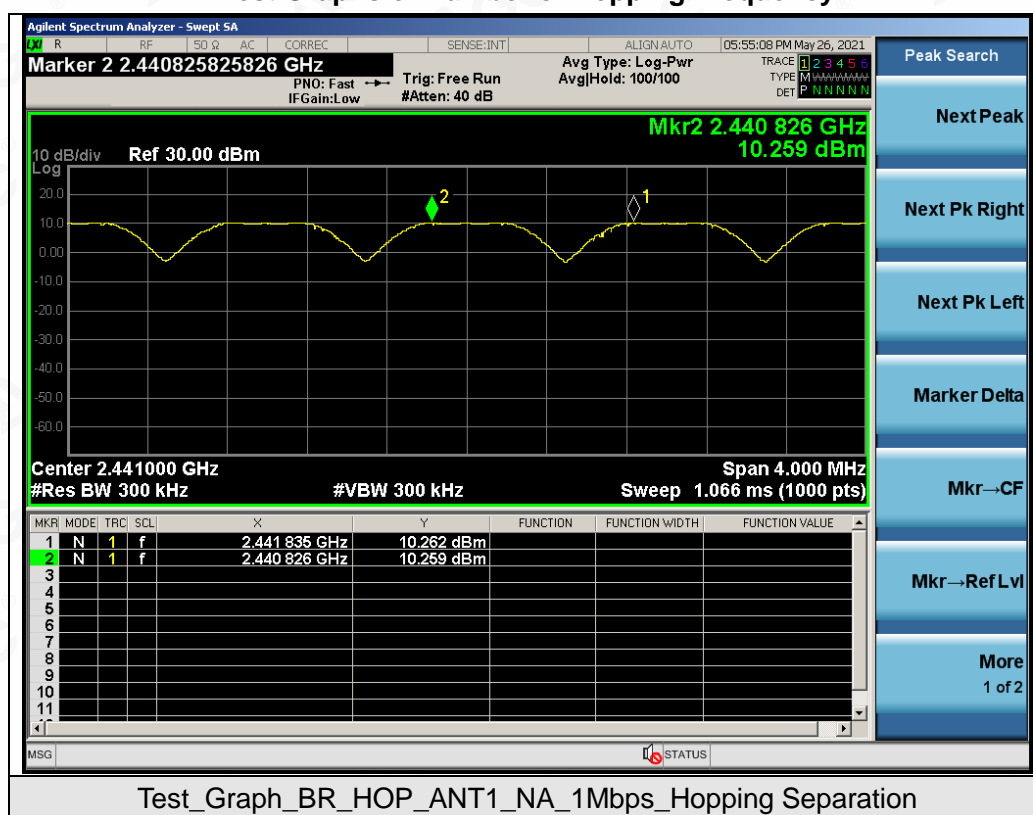 Agilent Spectrum Analyzer - Swept SA
LXI R RF 50 Ω AC CORREC SENSE:INT ALIGN AUTO 05:55:08 PM May 26, 2021
Marker 2 2.440825825826 GHz
PNO: Fast
IFGain:Low
Trig: Free Run
#Atten: 40 dB
Avg Type: Log-Pwr
Avg|Hold: 100/100
TRACE 1 2 3 4 5 6
TYPE M
DET P N N N N N
Peak Search
Mkr2 2.440 826 GHz
10.259 dBm
10 dB/div Ref 30.00 dBm
Log
20.0
10.0
0.00
-10.0
-20.0
-30.0
-40.0
-50.0
-60.0
2
1
Center 2.441000 GHz Span 4.000 MHz
#Res BW 300 kHz #VBW 300 kHz Sweep 1.066 ms (1000 pts)
MKR MODE TRC SCL X Y FUNCTION FUNCTION WIDTH FUNCTION VALUE
1 N 1 f 2.441 835 GHz 10.262 dBm
2 N 1 f 2.440 826 GHz 10.259 dBm
3
4
5
6
7
8
9
10
11
MSG STATUS
Next Peak
Next Pk Right
Next Pk Left
Marker Delta
Mkr→CF
Mkr→Ref Lvl
More
1 of 2
Test_Graph_BR_HOP_ANT1_NA_1Mbps_Hopping Separation